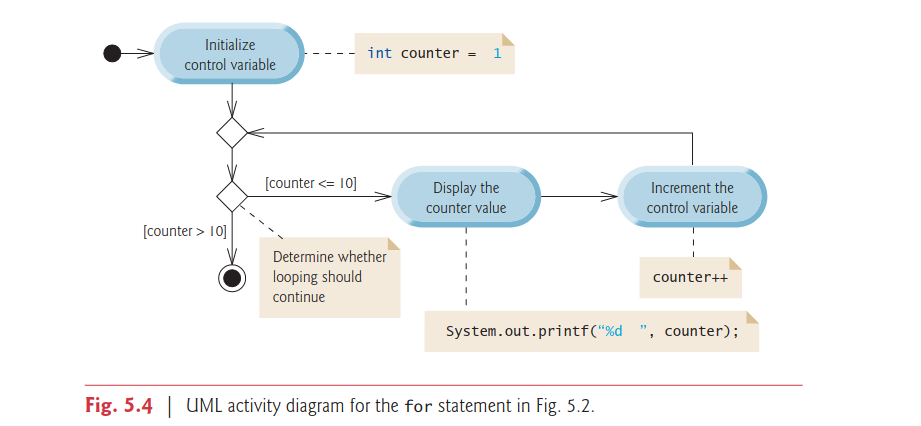 Initialize
control variable
int counter = 1
[counter <= 10]
Display the
counter value
Increment the
control variable
[counter > 10]
Determine whether
looping should
continue
counter++
System.out.printf(“%d ”, counter);
Fig. 5.4 | UML activity diagram for the for statement in Fig. 5.2.